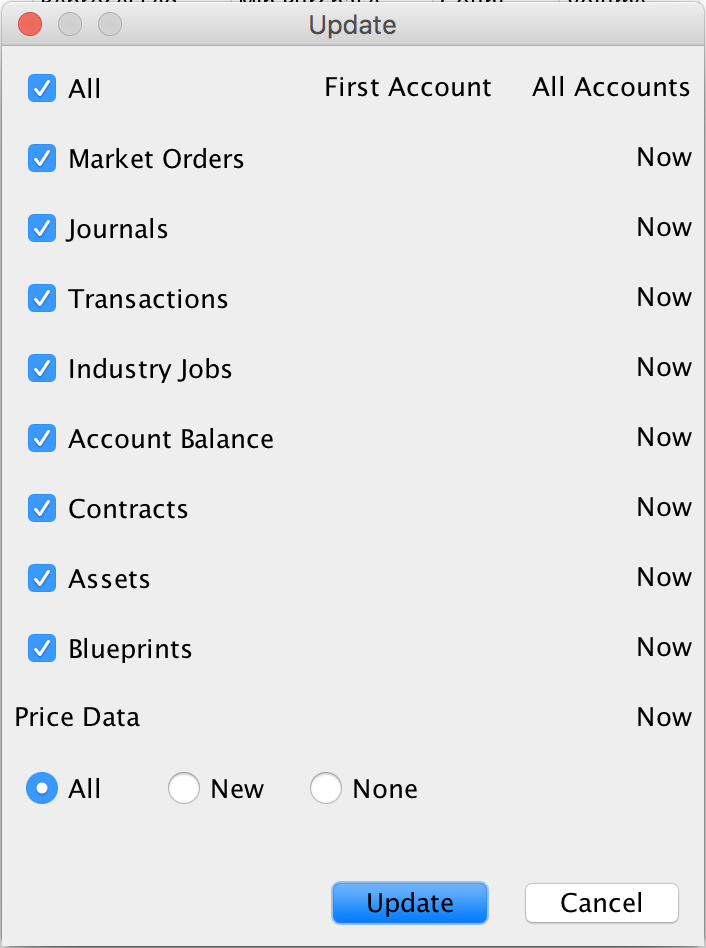 Update
All First Account All Accounts
Market Orders Now
Journals Now
Transactions Now
Industry Jobs Now
Account Balance Now
Contracts Now
Assets Now
Blueprints Now
Price Data Now
All New None
Update Cancel